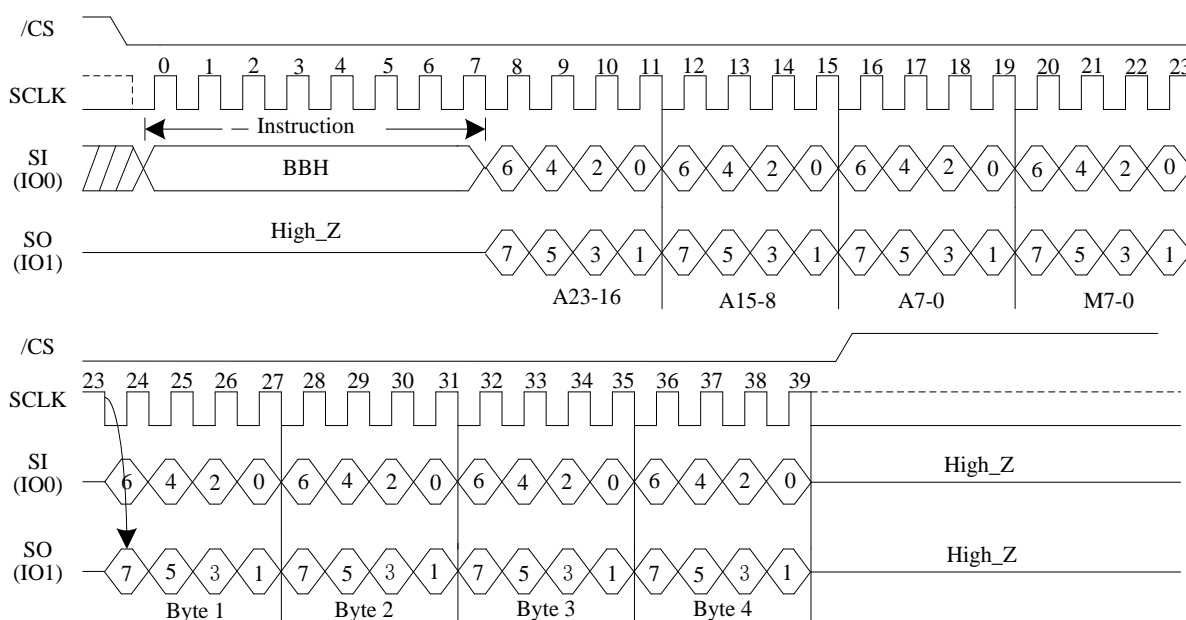 /CS
0 1 2 3 4 5 6 7 8 9 10 11 12 13 14 15 16 17 18 19 20 21 22 23
SCLK
Instruction
SI
(IO0)
BBH
6 4 2 0 6 4 2 0 6 4 2 0 6 4 2 0
SO
(IO1)
High_Z
7 5 3 1 7 5 3 1 7 5 3 1 7 5 3 1
A23-16 A15-8 A7-0 M7-0
/CS
23 24 25 26 27 28 29 30 31 32 33 34 35 36 37 38 39
SCLK
SI
(IO0)
6 4 2 0 6 4 2 0 6 4 2 0 6 4 2 0
High_Z
SO
(IO1)
7 5 3 1 7 5 3 1 7 5 3 1 7 5 3 1
High_Z
Byte 1 Byte 2 Byte 3 Byte 4